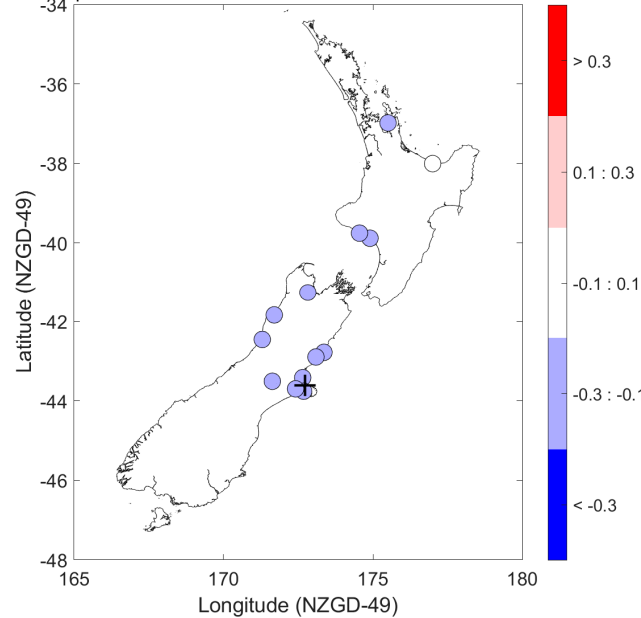 -34
-36
-38
-40
-42
-44
-46
-48
165
170
175
180
Latitude (NZGD-49)
Longitude (NZGD-49)
> 0.3
0.1 : 0.3
-0.1 : 0.1
-0.3 : -0.1
< -0.3